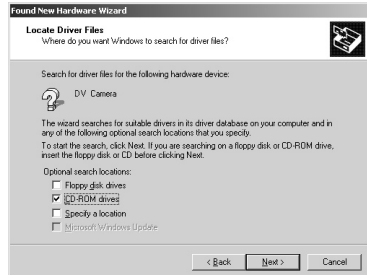 Found New Hardware Wizard
Locate Driver Files
Where do you want Windows to search for driver files?
Search for driver files for the following hardware device:
DV Camera
The wizard searches for suitable drivers in its driver database on your computer and in
any of the following optional search locations that you specify.
To start the search, click Next. If you are searching on a floppy disk or CD-ROM drive,
insert the floppy disk or CD before clicking Next.
Optional search locations:
Floppy disk drives
CD-ROM drives
Specify a location
Microsoft Windows Update
< Back Next > Cancel